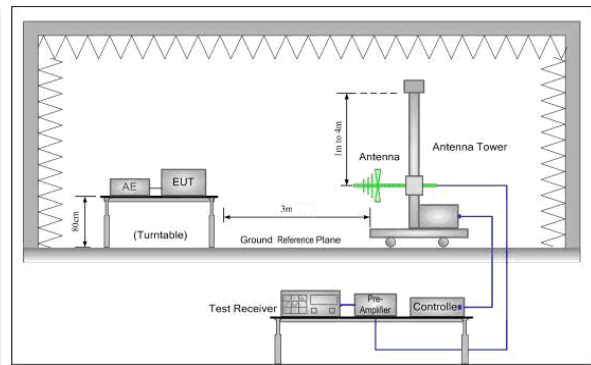 1m to 4m
Antenna Tower
Antenna
AE
EUT
3m
80cm
(Turntable)
Ground Reference Plane
Test Receiver
Pre-
Amplifier
Controller